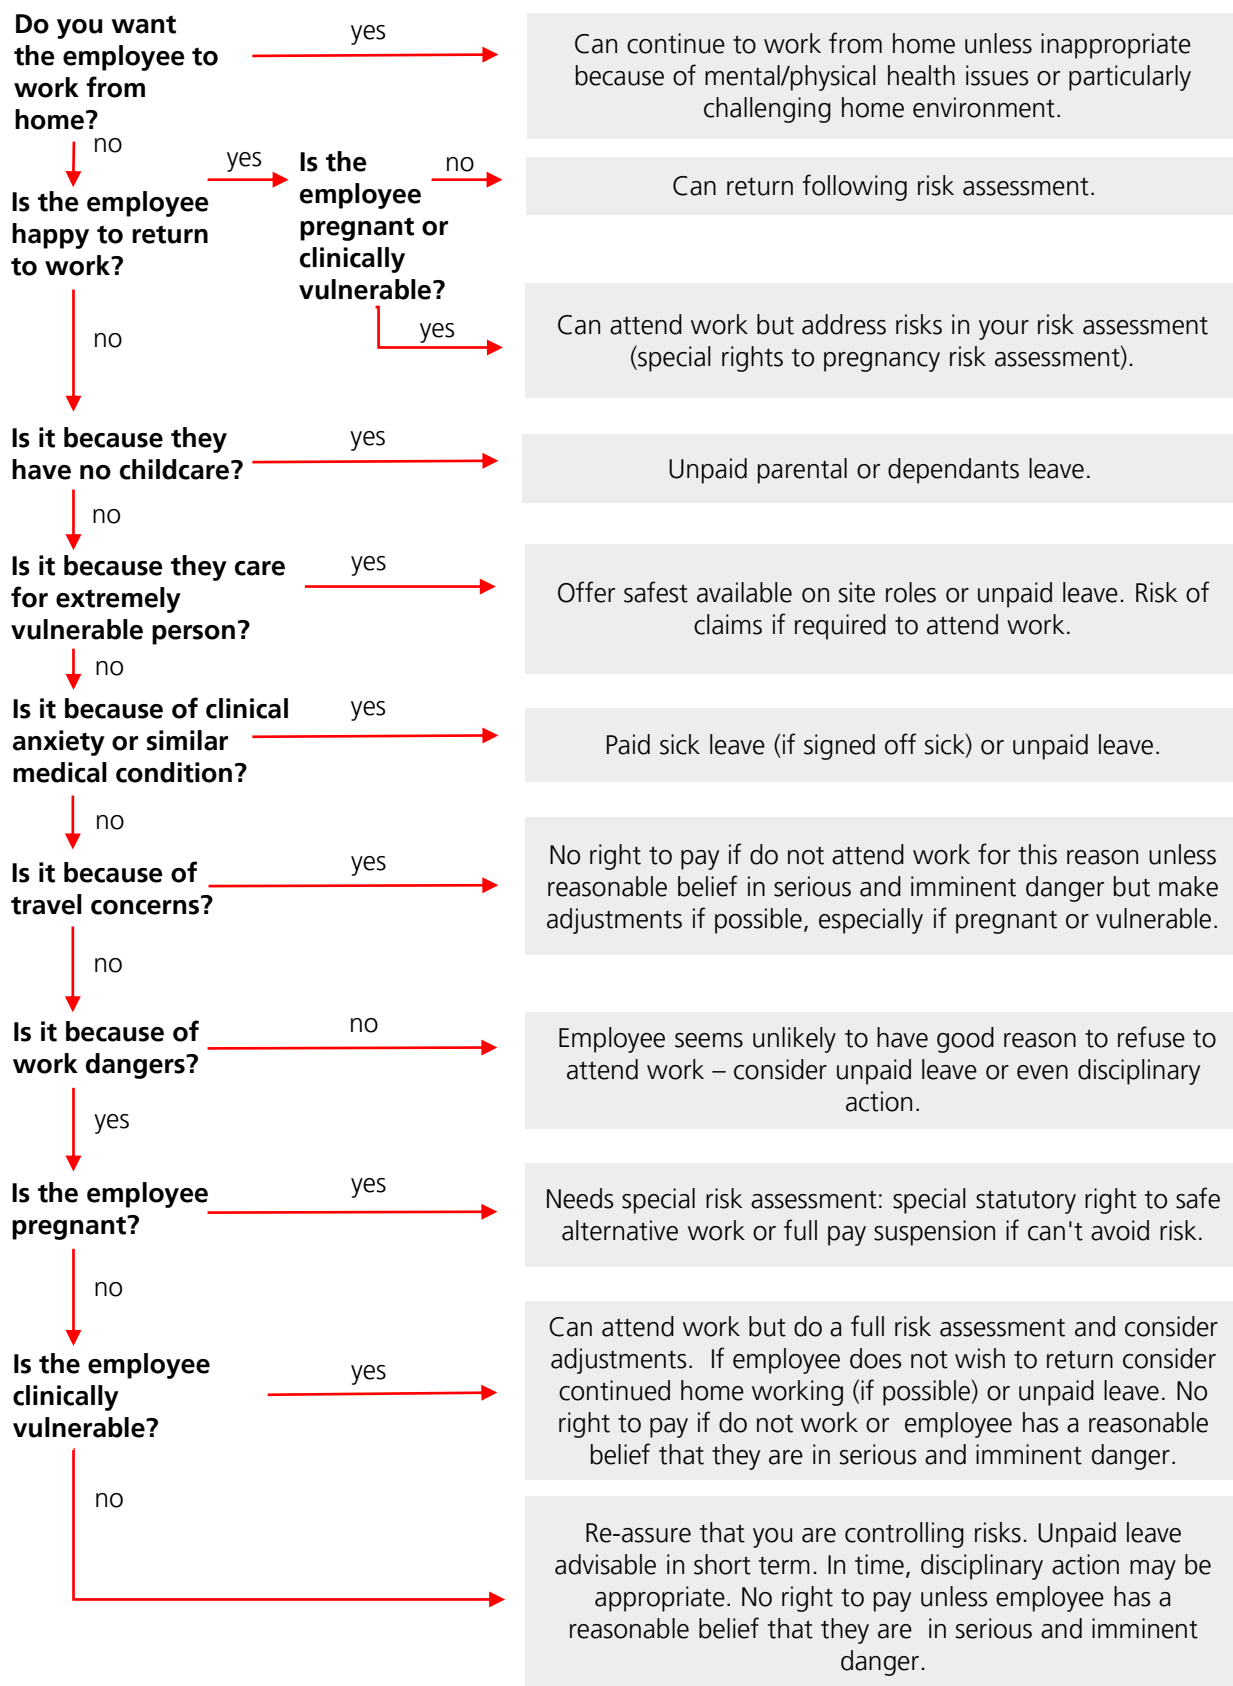 Do you want
the employee to
work from
home?
yes
Can continue to work from home unless inappropriate
because of mental/physical health issues or particularly
challenging home environment.
no
Is the employee
happy to return
to work?
yes
Is the
employee
pregnant or
clinically
vulnerable?
no
Can return following risk assessment.
yes
Can attend work but address risks in your risk assessment
(special rights to pregnancy risk assessment).
no
Is it because they
have no childcare?
yes
Unpaid parental or dependants leave.
no
Is it because they care
for extremely
vulnerable person?
yes
Offer safest available on site roles or unpaid leave. Risk of
claims if required to attend work.
no
Is it because of clinical
anxiety or similar
medical condition?
yes
Paid sick leave (if signed off sick) or unpaid leave.
no
Is it because of
travel concerns?
yes
No right to pay if do not attend work for this reason unless
reasonable belief in serious and imminent danger but make
adjustments if possible, especially if pregnant or vulnerable.
no
Is it because of
work dangers?
no
Employee seems unlikely to have good reason to refuse to
attend work – consider unpaid leave or even disciplinary
action.
yes
Is the employee
pregnant?
yes
Needs special risk assessment: special statutory right to safe
alternative work or full pay suspension if can't avoid risk.
no
Is the employee
clinically
vulnerable?
yes
Can attend work but do a full risk assessment and consider
adjustments.  If employee does not wish to return consider
continued home working (if possible) or unpaid leave. No
right to pay if do not work or  employee has a reasonable
belief that they are in serious and imminent danger.
no
Re-assure that you are controlling risks. Unpaid leave
advisable in short term. In time, disciplinary action may be
appropriate. No right to pay unless employee has a
reasonable belief that they are  in serious and imminent
danger.